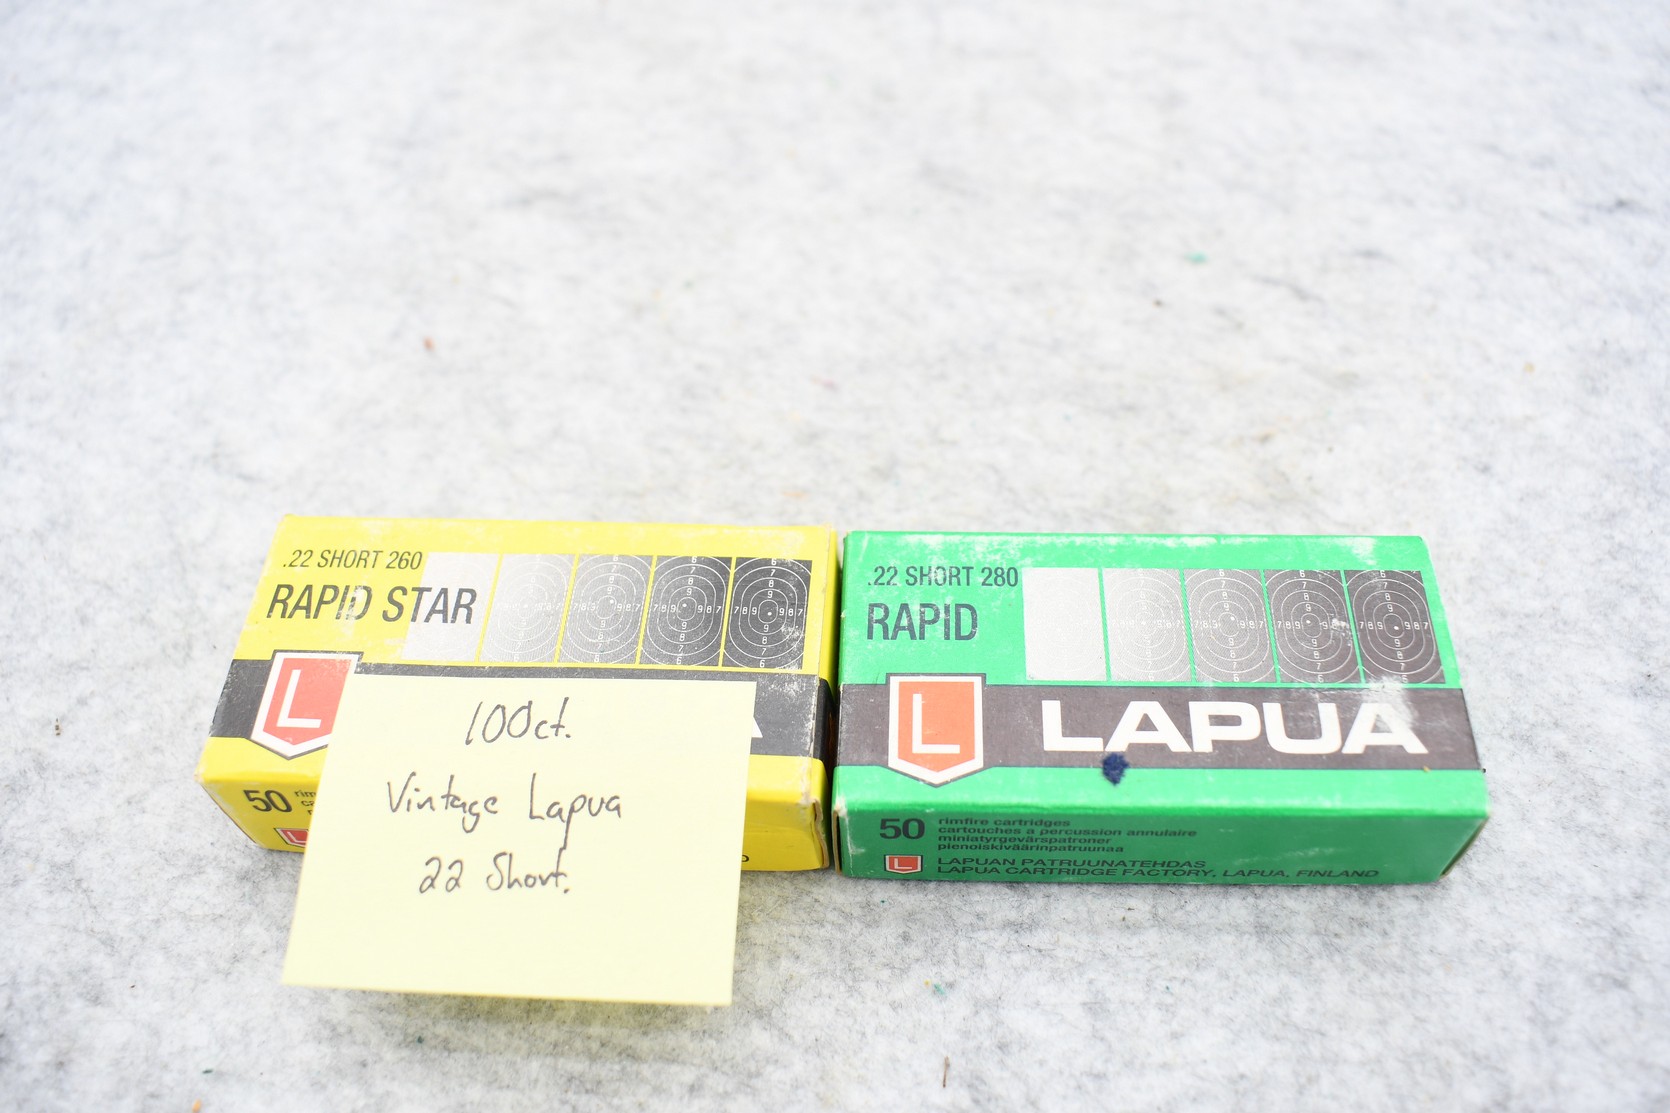 .22 SHORT 260
RAPID STAR
L
50
100ct.
Vintage Lapua
22 Short.
.22 SHORT 280
RAPID
L LAPUA
50 rimfire cartridges
cartouches a percussion annulaire
miniatyrgevärspatroner
pienoiskiväärinpatruunaa
L LAPUAN PATRUUNATEHDAS
LAPUA CARTRIDGE FACTORY, LAPUA, FINLAND